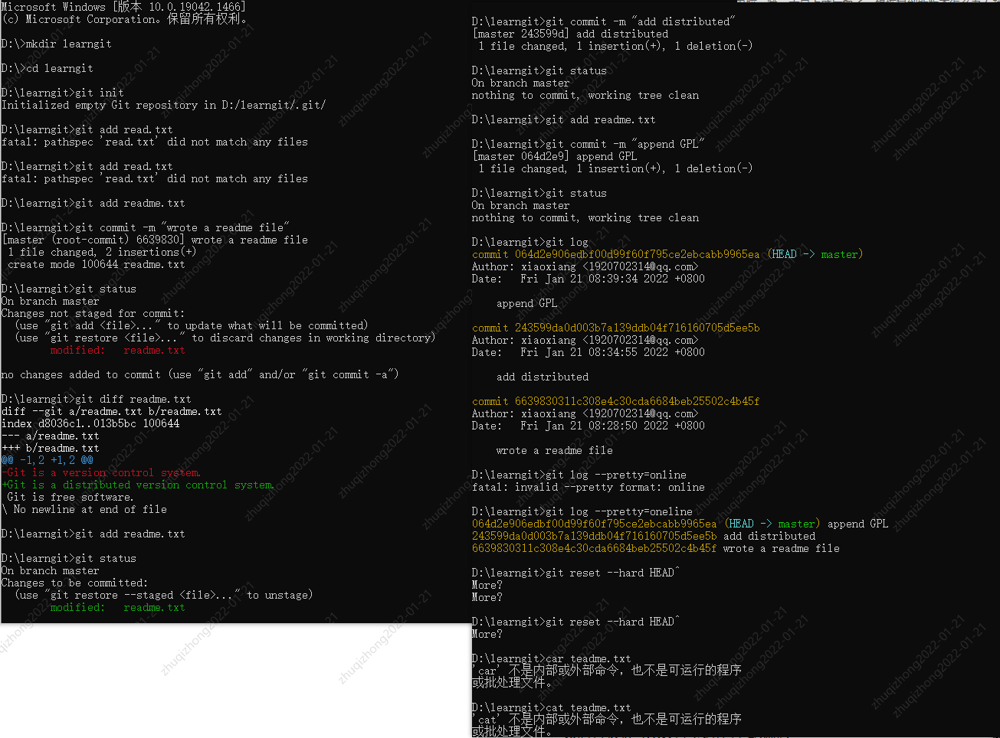 Microsoft Windows [版本 10.0.19042.1466]
(c) Microsoft Corporation。保留所有权利。
D:\>mkdir learngit
D:\>cd learngit
D:\learngit>git init
Initialized empty Git repository in D:/learngit/.git/
D:\learngit>git add read.txt
fatal: pathspec 'read.txt' did not match any files
D:\learngit>git add read.txt
fatal: pathspec 'read.txt' did not match any files
D:\learngit>git add readme.txt
D:\learngit>git commit -m "wrote a readme file"
[master (root-commit) 6639830] wrote a readme file
 1 file changed, 2 insertions(+)
 create mode 100644 readme.txt
D:\learngit>git status
On branch master
Changes not staged for commit:
  (use "git add <file>..." to update what will be committed)
  (use "git restore <file>..." to discard changes in working directory)
        modified:   readme.txt
no changes added to commit (use "git add" and/or "git commit -a")
D:\learngit>git diff readme.txt
diff --git a/readme.txt b/readme.txt
index d8036c1..013b5bc 100644
--- a/readme.txt
+++ b/readme.txt
@@ -1,2 +1,2 @@
-Git is a version control system.
+Git is a distributed version control system.
 Git is free software.
\ No newline at end of file
D:\learngit>git add readme.txt
D:\learngit>git status
On branch master
Changes to be committed:
  (use "git restore --staged <file>..." to unstage)
        modified:   readme.txt
D:\learngit>git commit -m "add distributed"
[master 243599d] add distributed
 1 file changed, 1 insertion(+), 1 deletion(-)
D:\learngit>git status
On branch master
nothing to commit, working tree clean
D:\learngit>git add readme.txt
D:\learngit>git commit -m "append GPL"
[master 064d2e9] append GPL
 1 file changed, 1 insertion(+), 1 deletion(-)
D:\learngit>git status
On branch master
nothing to commit, working tree clean
D:\learngit>git log
commit 064d2e906edbf00d99f60f795ce2ebcabb9965ea (HEAD -> master)
Author: xiaoxiang <1920702314@qq.com>
Date:   Fri Jan 21 08:39:34 2022 +0800
    append GPL
commit 243599da0d003b7a139ddb04f716160705d5ee5b
Author: xiaoxiang <1920702314@qq.com>
Date:   Fri Jan 21 08:34:55 2022 +0800
    add distributed
commit 6639830311c308e4c30cda6684beb25502c4b45f
Author: xiaoxiang <1920702314@qq.com>
Date:   Fri Jan 21 08:28:50 2022 +0800
    wrote a readme file
D:\learngit>git log --pretty=online
fatal: invalid --pretty format: online
D:\learngit>git log --pretty=oneline
064d2e906edbf00d99f60f795ce2ebcabb9965ea (HEAD -> master) append GPL
243599da0d003b7a139ddb04f716160705d5ee5b add distributed
6639830311c308e4c30cda6684beb25502c4b45f wrote a readme file
D:\learngit>git reset --hard HEAD^
More?
More?
D:\learngit>git reset --hard HEAD^
More?
D:\learngit>car teadme.txt
'car' 不是内部或外部命令，也不是可运行的程序
或批处理文件。
D:\learngit>cat teadme.txt
'cat' 不是内部或外部命令，也不是可运行的程序
或批处理文件。
zhuqizhong2022-01-21